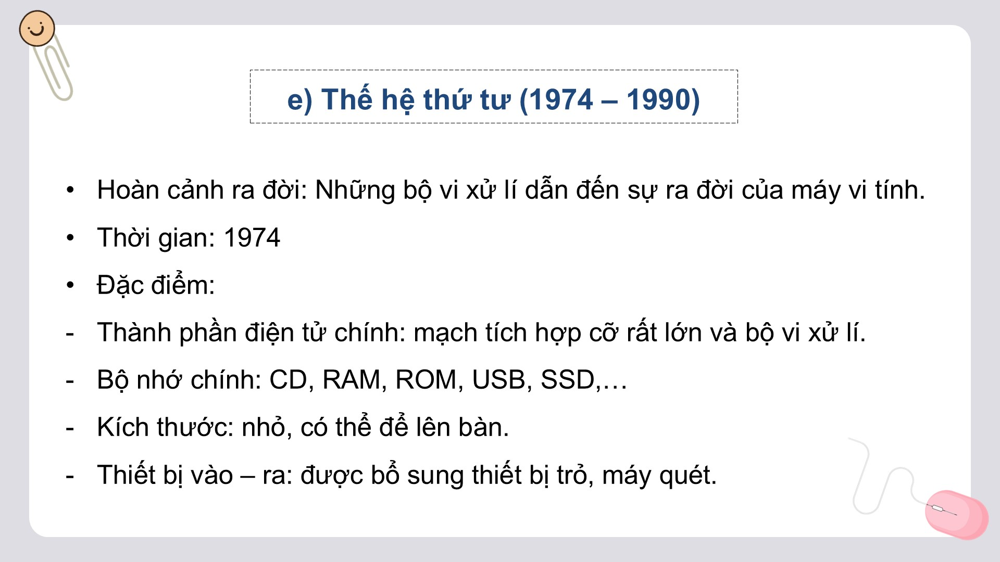 e) Thế hệ thứ tư (1974 – 1990)
• Hoàn cảnh ra đời: Những bộ vi xử lí dẫn đến sự ra đời của máy vi tính.
• Thời gian: 1974
• Đặc điểm:
- Thành phần điện tử chính: mạch tích hợp cỡ rất lớn và bộ vi xử lí.
- Bộ nhớ chính: CD, RAM, ROM, USB, SSD,…
- Kích thước: nhỏ, có thể để lên bàn.
- Thiết bị vào – ra: được bổ sung thiết bị trỏ, máy quét.